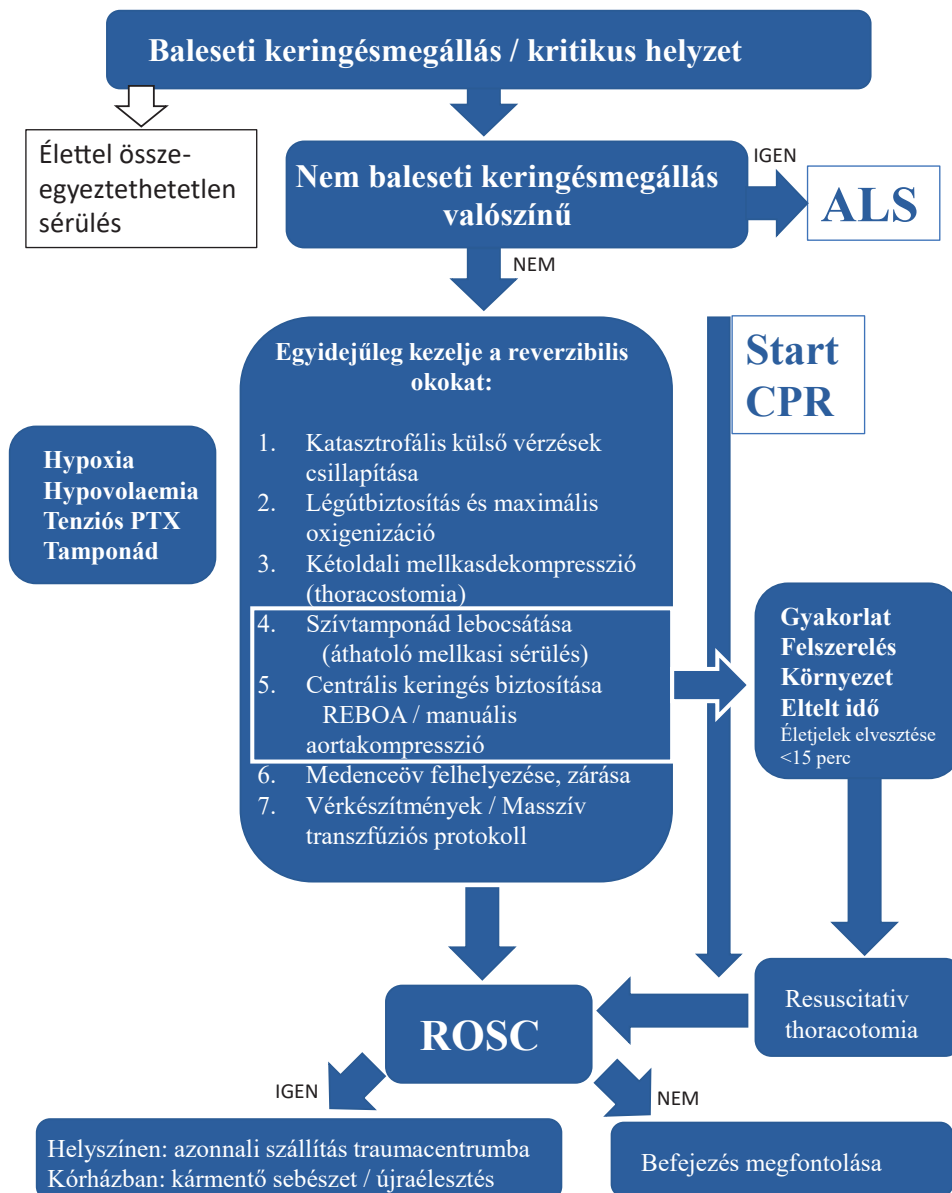 Baleseti keringésmegállás / kritikus helyzet
Élettel össze-
egyeztethetetlen
sérülés
Nem baleseti keringésmegállás
valószínű
IGEN
ALS
NEM
Egyidejűleg kezelje a reverzibilis
okokat:
1. Katasztrofális külső vérzések
csillapítása
2. Légútbiztosítás és maximális
oxigenizáció
3. Kétoldali mellkasdekompresszió
(thoracostomia)
4. Szívtamponád lebocsátása
(áthatoló mellkasi sérülés)
5. Centrális keringés biztosítása
REBOA / manuális
aortakompresszió
6. Medenceöv felhelyezése, zárása
7. Vérkészítmények / Masszív
transzfúziós protokoll
Start
CPR
Hypoxia
Hypovolaemia
Tenziós PTX
Tamponád
Gyakorlat
Felszerelés
Környezet
Eltelt idő
Életjelek elvesztése
<15 perc
Resuscitativ
thoracotomia
ROSC
IGEN
NEM
Helyszínen: azonnali szállítás traumacentrumba
Kórházban: kármentő sebészet / újraélesztés
Befejezés megfontolása